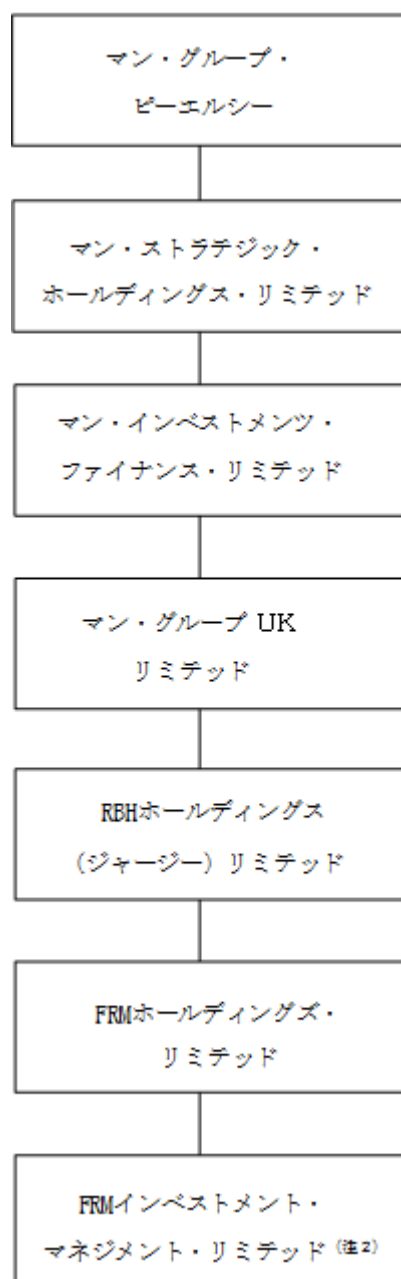 マン・グループ・
ピーエルシー
マン・ストラテジック・
ホールディングス・リミテッド
マン・インベストメンツ・
ファイナンス・リミテッド
マン・グループ UK
リミテッド
RBHホールディングス
(ジャージー) リミテッド
FRMホールディングズ・
リミテッド
FRMインベストメント・
マネジメント・リミテッド (注2)